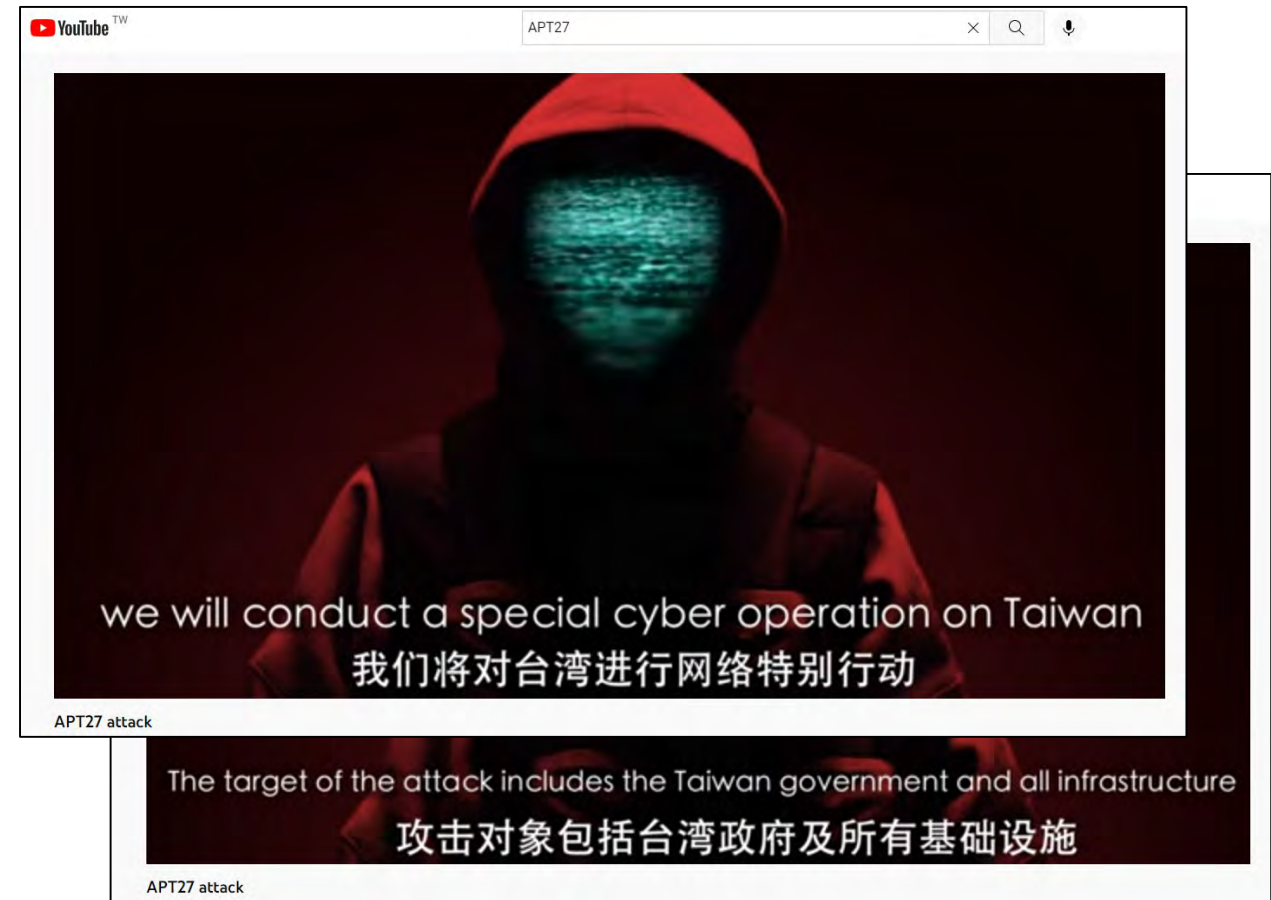 YouTube TW
APT27
we will conduct a special cyber operation on Taiwan
我们将对台湾进行网络特别行动
APT27 attack
The target of the attack includes the Taiwan government and all infrastructure
攻击对象包括台湾政府及所有基础设施
APT27 attack